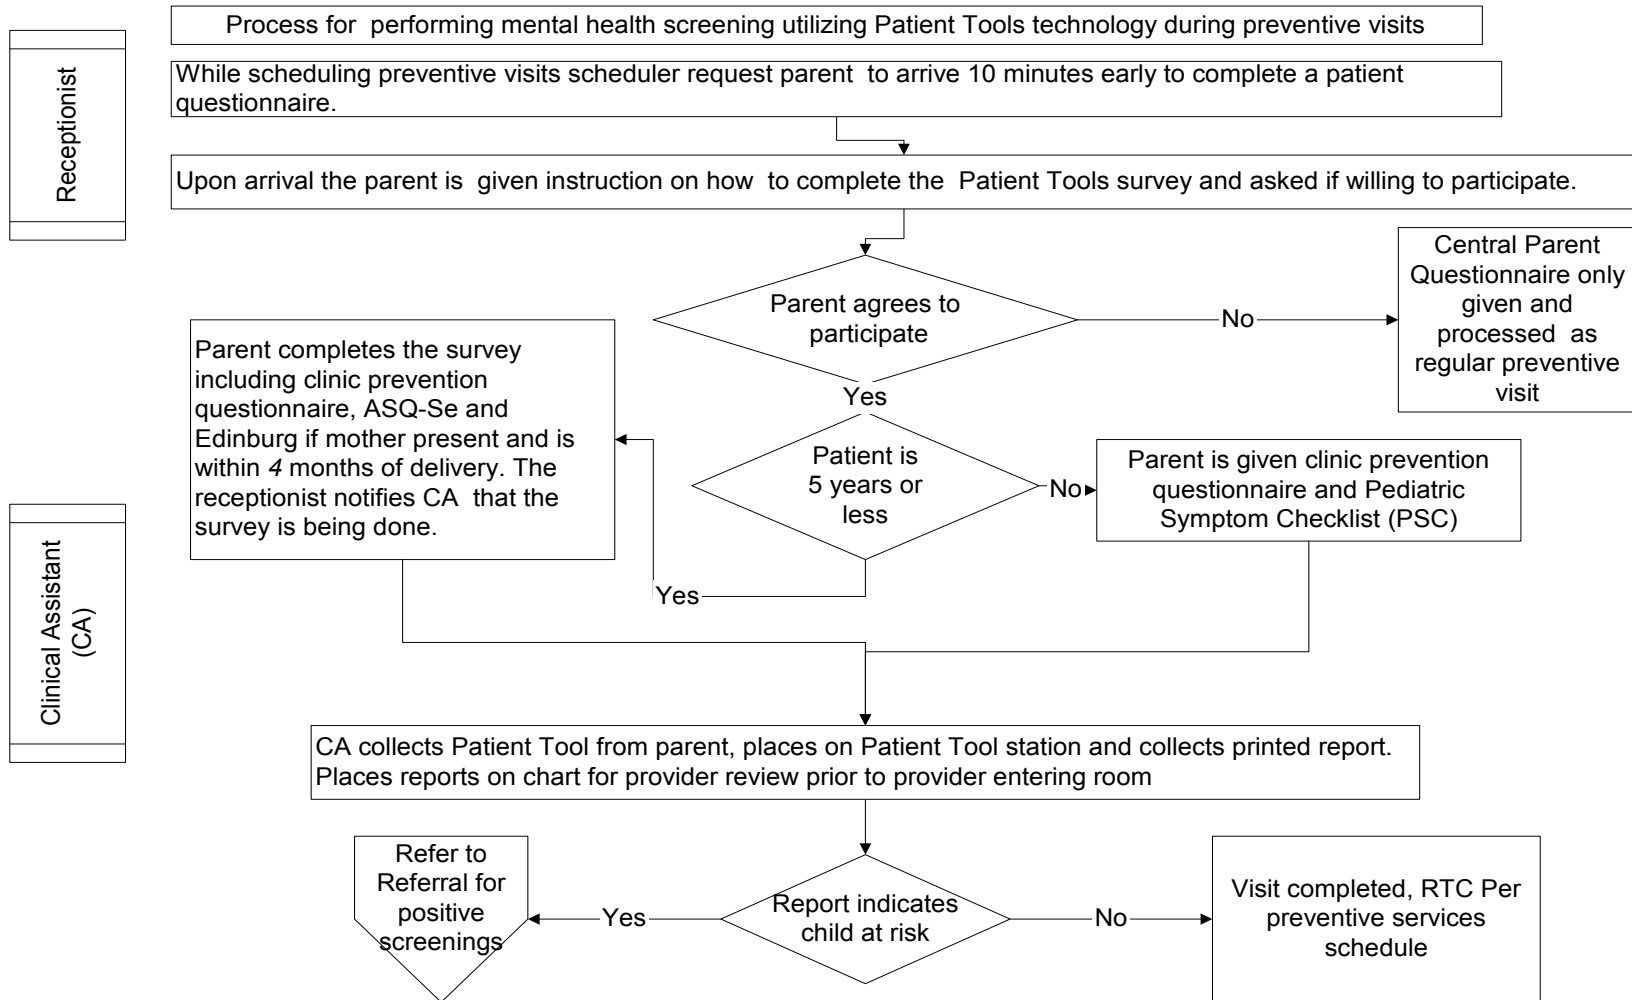 Process for performing mental health screening utilizing Patient Tools technology during preventive visits
Receptionist
While scheduling preventive visits scheduler request parent to arrive 10 minutes early to complete a patient
questionnaire.
Upon arrival the parent is given instruction on how to complete the Patient Tools survey and asked if willing to participate.
Parent agrees to
participate
No
Central Parent
Questionnaire only
given and
processed as
regular preventive
visit
Yes
Parent completes the survey
including clinic prevention
questionnaire, ASQ-Se and
Edinburg if mother present and is
within 4 months of delivery. The
receptionist notifies CA that the
survey is being done.
Patient is
5 years or
less
No
Parent is given clinic prevention
questionnaire and Pediatric
Symptom Checklist (PSC)
Yes
Clinical Assistant
(CA)
CA collects Patient Tool from parent, places on Patient Tool station and collects printed report.
Places reports on chart for provider review prior to provider entering room
Refer to
Referral for
positive
screenings
Yes
Report indicates
child at risk
No
Visit completed, RTC Per
preventive services
schedule